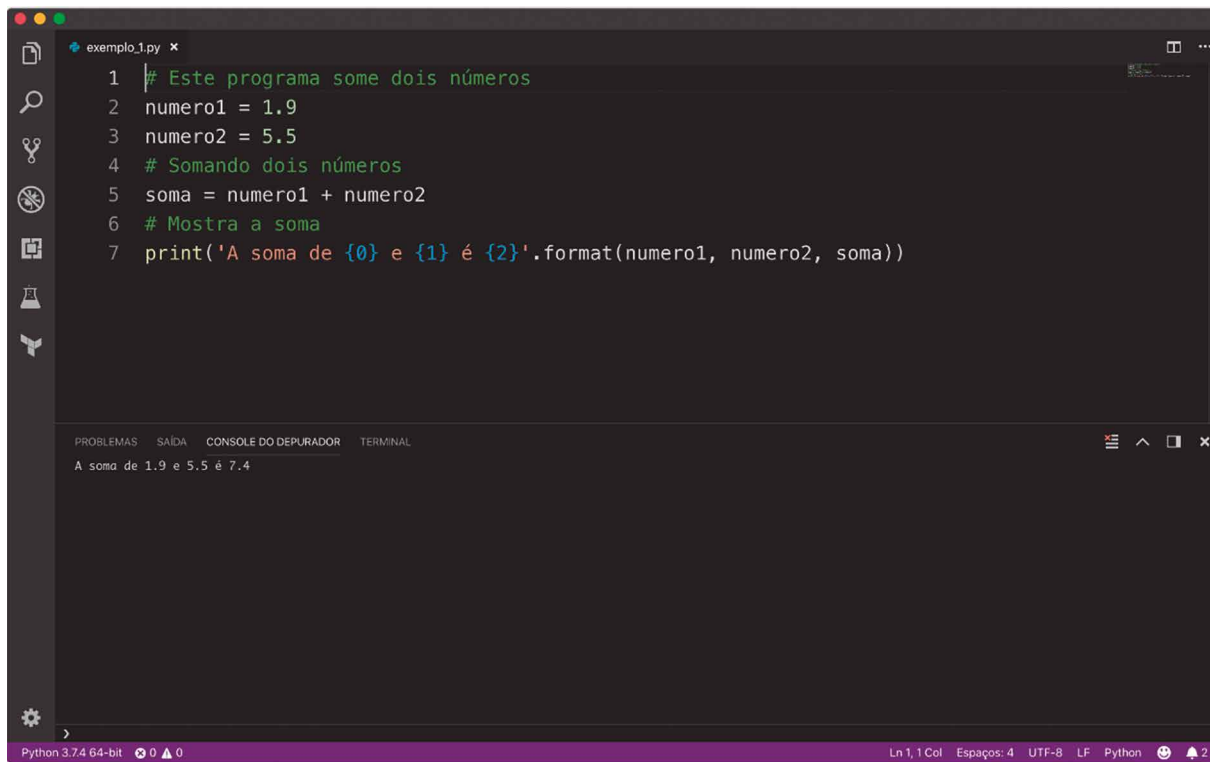 exemplo_1.py ×
1 # Este programa some dois números
2 numero1 = 1.9
3 numero2 = 5.5
4 # Somando dois números
5 soma = numero1 + numero2
6 # Mostra a soma
7 print('A soma de {0} e {1} é {2}'.format(numero1, numero2, soma))
PROBLEMAS SAÍDA CONSOLE DO DEPURADOR TERMINAL
A soma de 1.9 e 5.5 é 7.4
Python 3.7.4 64-bit 0 0 Ln 1, 1 Col Espaços: 4 UTF-8 LF Python 2